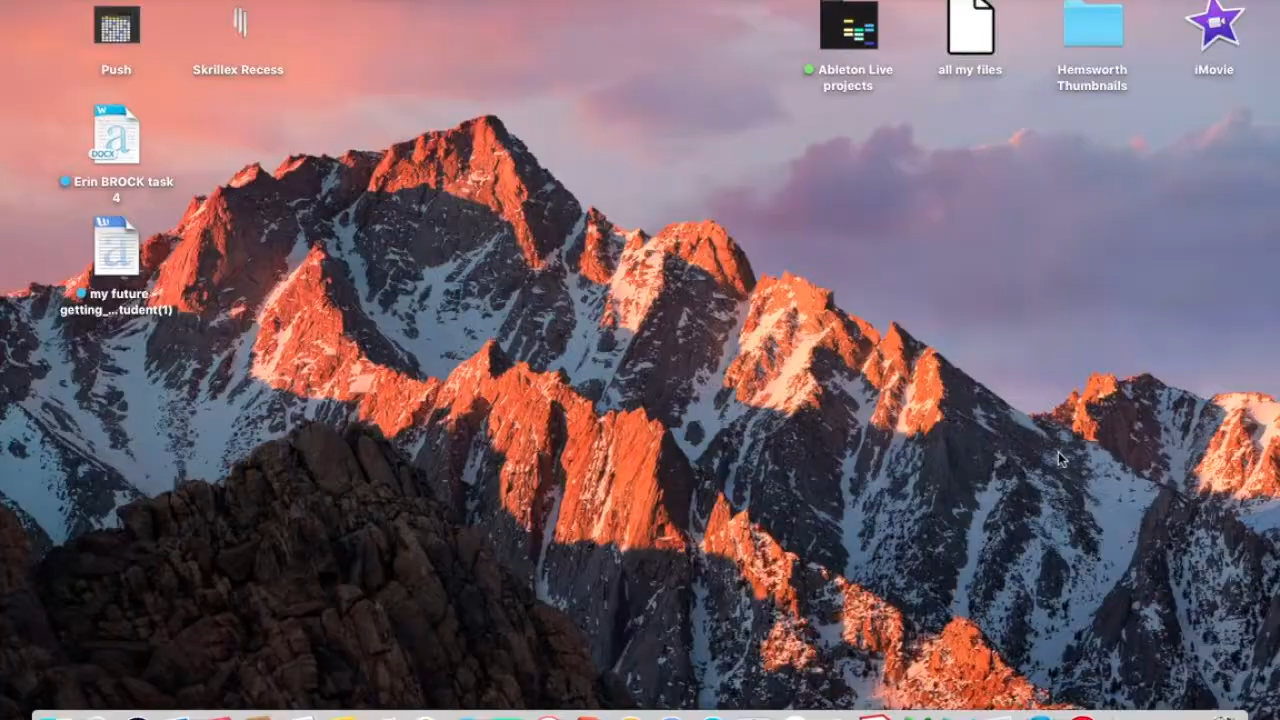 Push
Skrillex Recess
Ableton Live
projects
all my files
Hemsworth
Thumbnails
iMovie
W
DOCX
Erin BROCK task
4
W
my future
getting_...tudent(1)